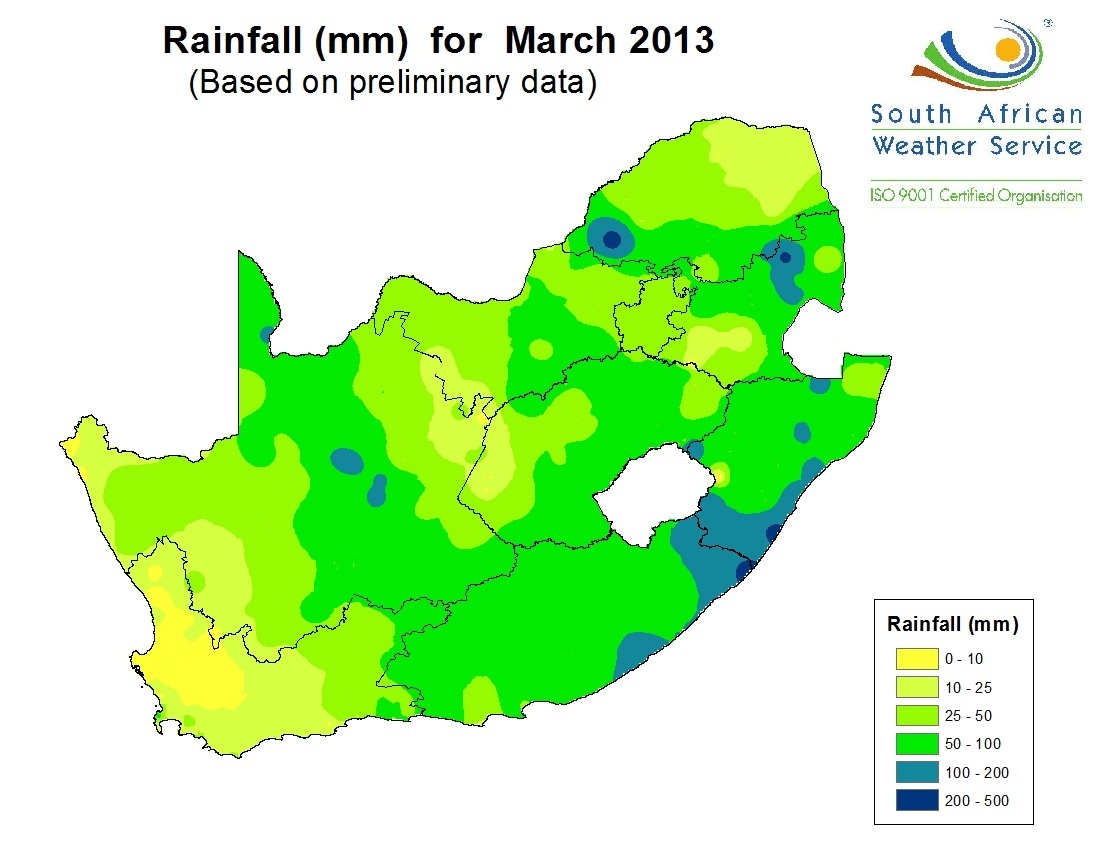 Rainfall (mm) for March 2013
(Based on preliminary data)
South African
Weather Service
ISO 9001 Certified Organisation
Rainfall (mm)
0 - 10
10 - 25
25 - 50
50 - 100
100 - 200
200 - 500